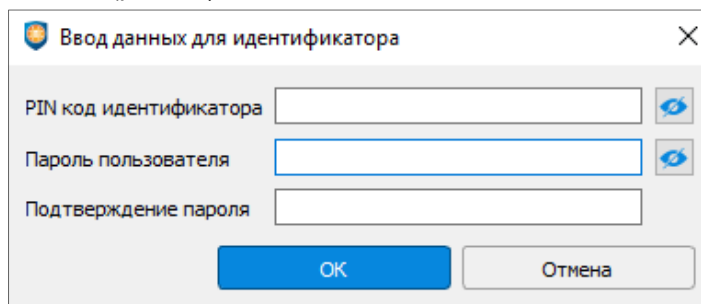 Ввод данных для идентификатора
PIN код идентификатора
Пароль пользователя
Подтверждение пароля
ОК Отмена